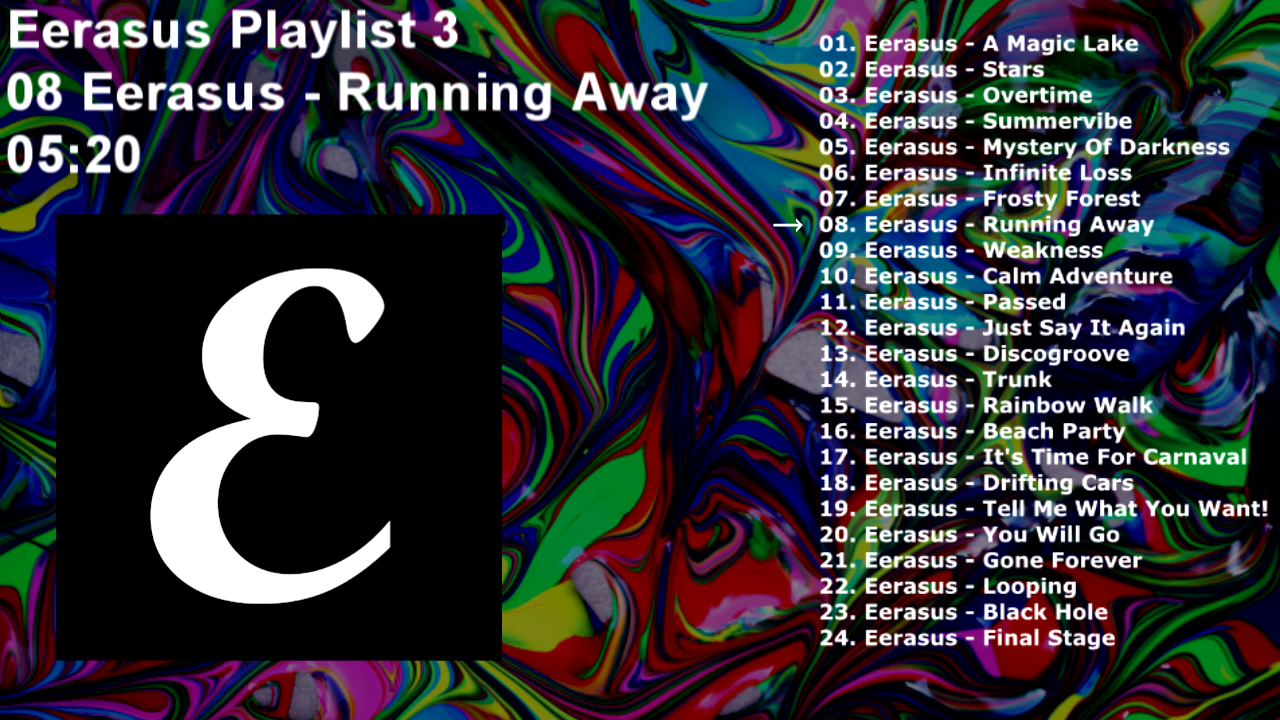 Eerasus Playlist 3
08 Eerasus - Running Away
05:20
ε
01. Eerasus - A Magic Lake
02. Eerasus - Stars
03. Eerasus - Overtime
04. Eerasus - Summervibe
05. Eerasus - Mystery Of Darkness
06. Eerasus - Infinite Loss
07. Eerasus - Frosty Forest
→ 08. Eerasus - Running Away
09. Eerasus - Weakness
10. Eerasus - Calm Adventure
11. Eerasus - Passed
12. Eerasus - Just Say It Again
13. Eerasus - Discogroove
14. Eerasus - Trunk
15. Eerasus - Rainbow Walk
16. Eerasus - Beach Party
17. Eerasus - It's Time For Carnaval
18. Eerasus - Drifting Cars
19. Eerasus - Tell Me What You Want!
20. Eerasus - You Will Go
21. Eerasus - Gone Forever
22. Eerasus - Looping
23. Eerasus - Black Hole
24. Eerasus - Final Stage